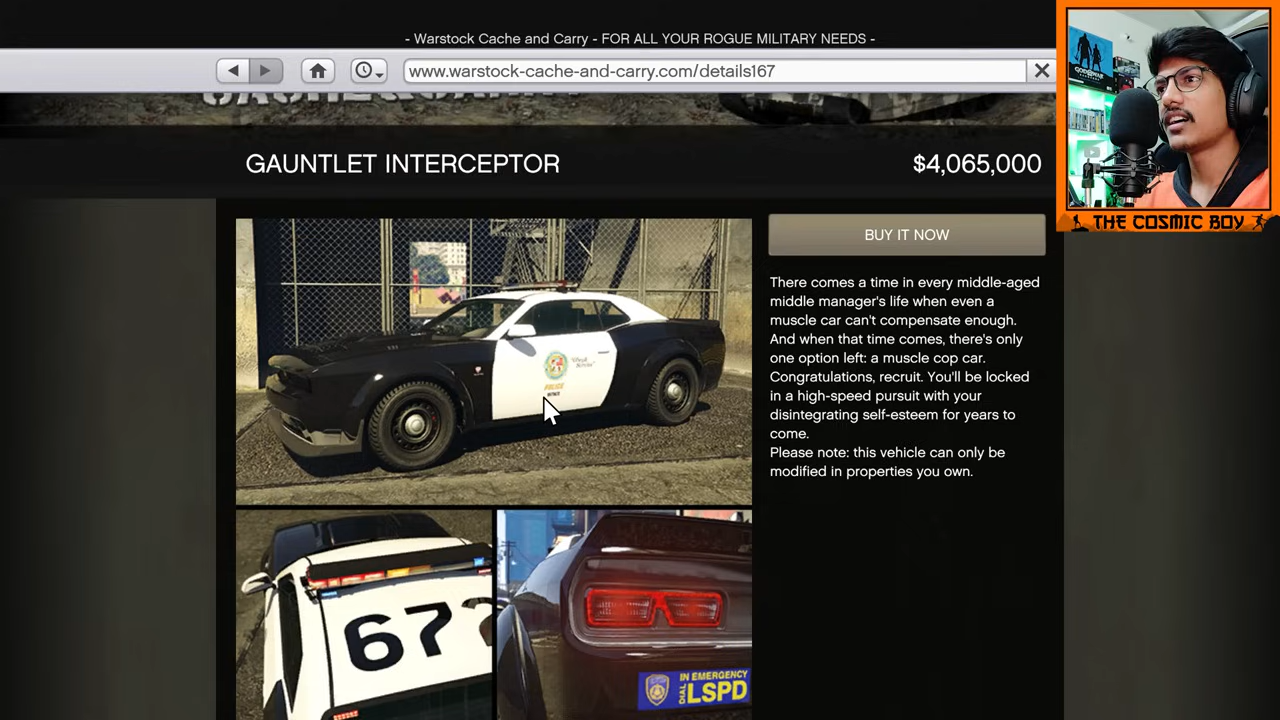 - Warstock Cache and Carry - FOR ALL YOUR ROGUE MILITARY NEEDS -
www.warstock-cache-and-carry.com/details167
GAUNTLET INTERCEPTOR
$4,065,000
BUY IT NOW
There comes a time in every middle-aged
middle manager's life when even a
muscle car can't compensate enough.
And when that time comes, there's only
one option left: a muscle cop car.
Congratulations, recruit. You'll be locked
in a high-speed pursuit with your
disintegrating self-esteem for years to
come.
Please note: this vehicle can only be
modified in properties you own.
POLICE
67
IN EMERGENCY
DIAL LSPD
THE COSMIC BOY